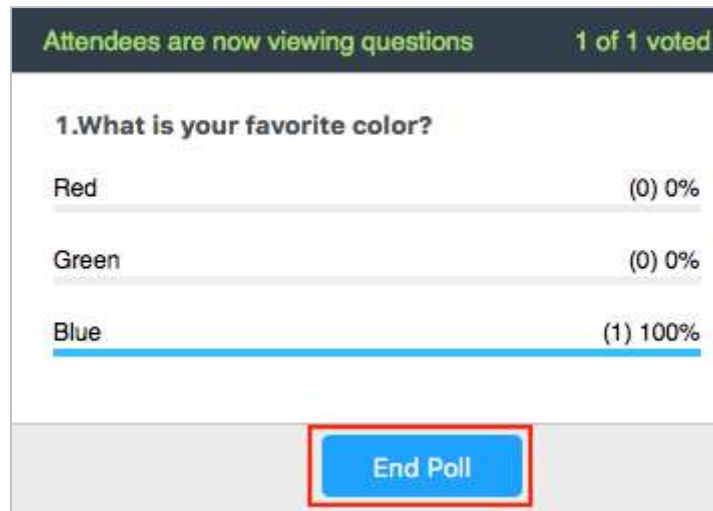 Attendees are now viewing questions 1 of 1 voted
1.What is your favorite color?
Red (0) 0%
Green (0) 0%
Blue (1) 100%
End Poll